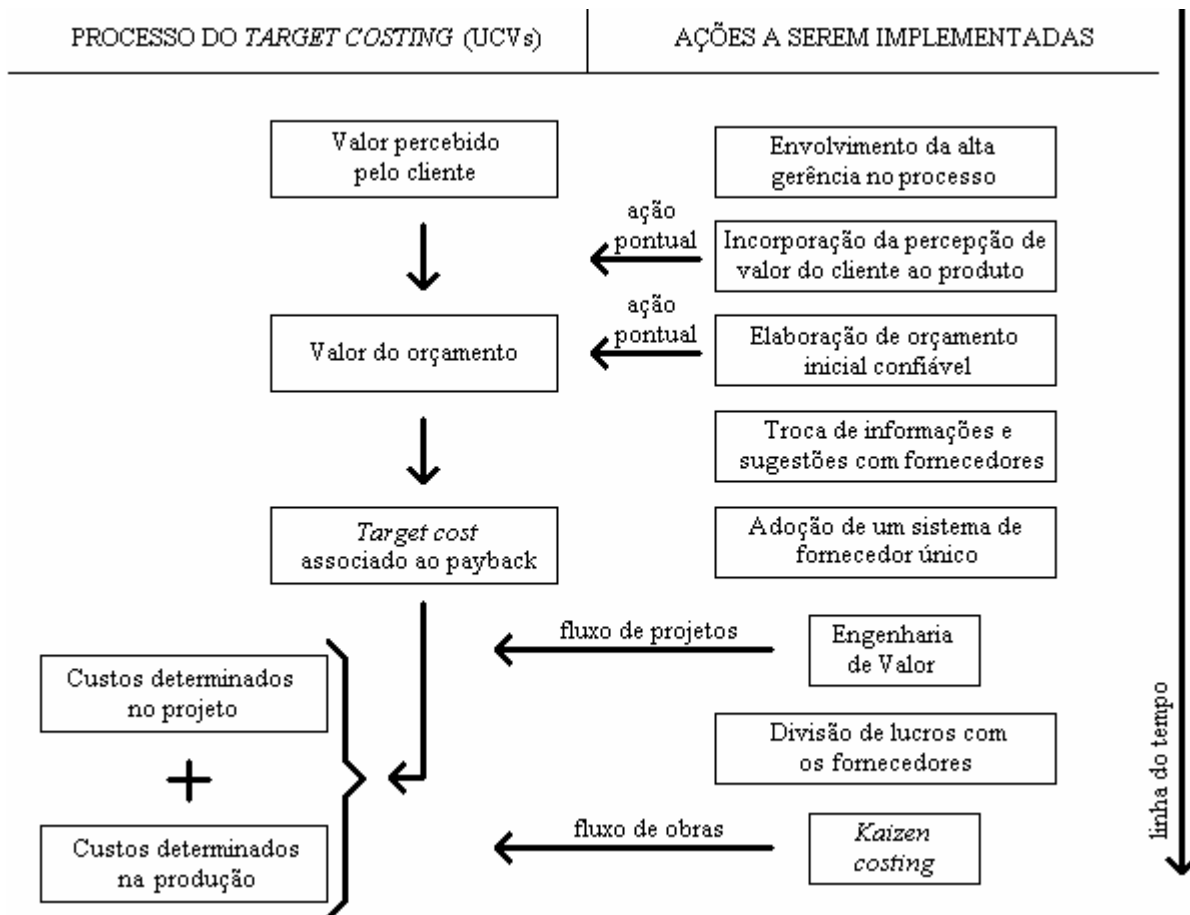 PROCESSO DO TARGET COSTING (UCVs)
AÇÕES A SEREM IMPLEMENTADAS
Valor percebido
pelo cliente
Envolvimento da alta
gerência no processo
ação
pontual
Incorporação da percepção de
valor do cliente ao produto
Valor do orçamento
ação
pontual
Elaboração de orçamento
inicial confiável
Troca de informações e
sugestões com fornecedores
Target cost
associado ao payback
Adoção de um sistema de
fornecedor único
fluxo de projetos
Engenharia
de Valor
Custos determinados
no projeto
Divisão de lucros com
os fornecedores
+
Custos determinados
na produção
fluxo de obras
Kaizen
costing
linha do tempo